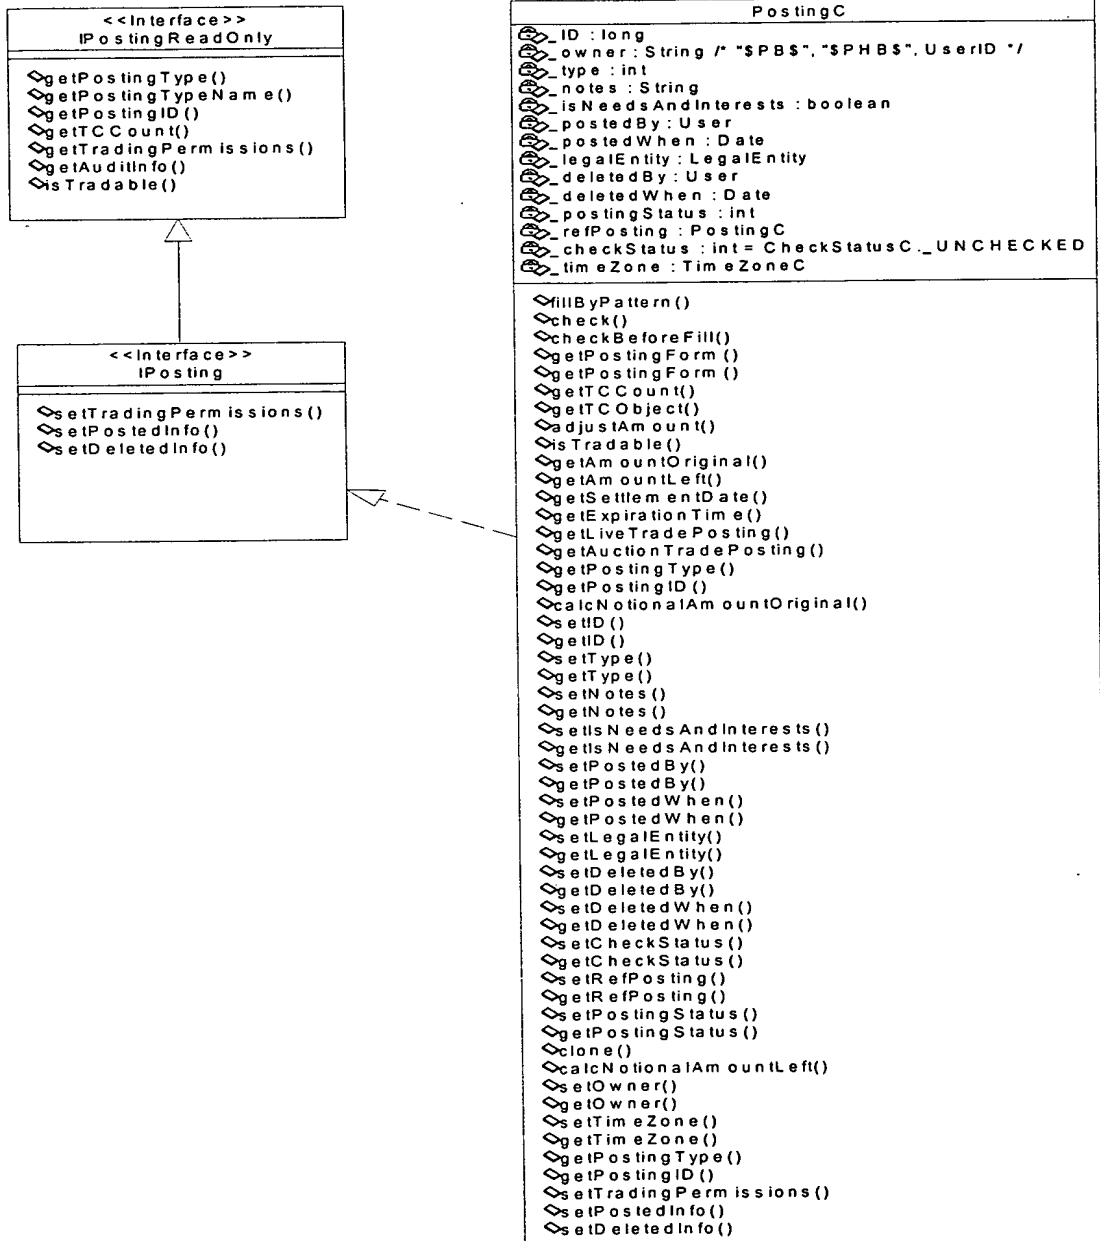 <<Interface>>
IPostingReadOnly
getPostingType()
getPostingTypeName()
getPostingID()
getTCCount()
getTradingPermissions()
getAuditInfo()
isTradable()
<<Interface>>
IPosting
setTradingPermissions()
setPostedInfo()
setDeletedInfo()
PostingC
_ID : long
_owner : String /* "$PB$", "$PHB$", UserID */
_type : int
_notes : String
_isNeedsAndInterests : boolean
_postedBy : User
_postedWhen : Date
_legalEntity : LegalEntity
_deletedBy : User
_deletedWhen : Date
_postingStatus : int
_refPosting : PostingC
_checkStatus : int = CheckStatusC._UNCHECKED
_timeZone : TimeZoneC
fillByPattern()
check()
checkBeforeFill()
getPostingForm()
getPostingForm()
getTCCount()
getTCObject()
adjustAmount()
isTradable()
getAmountOriginal()
getAmountLeft()
getSettlementDate()
getExpirationTime()
getLiveTradePosting()
getAuctionTradePosting()
getPostingType()
getPostingID()
calcNotionalAmountOriginal()
setID()
getID()
setType()
getType()
setNotes()
getNotes()
setIsNeedsAndInterests()
getIsNeedsAndInterests()
setPostedBy()
getPostedBy()
setPostedWhen()
getPostedWhen()
setLegalEntity()
getLegalEntity()
setDeletedBy()
getDeletedBy()
setDeletedWhen()
getDeletedWhen()
setCheckStatus()
getCheckStatus()
setRefPosting()
getRefPosting()
setPostingStatus()
getPostingStatus()
clone()
calcNotionalAmountLeft()
setOwner()
getOwner()
setTimeZone()
getTimeZone()
getPostingType()
getPostingID()
setTradingPermissions()
setPostedInfo()
setDeletedInfo()